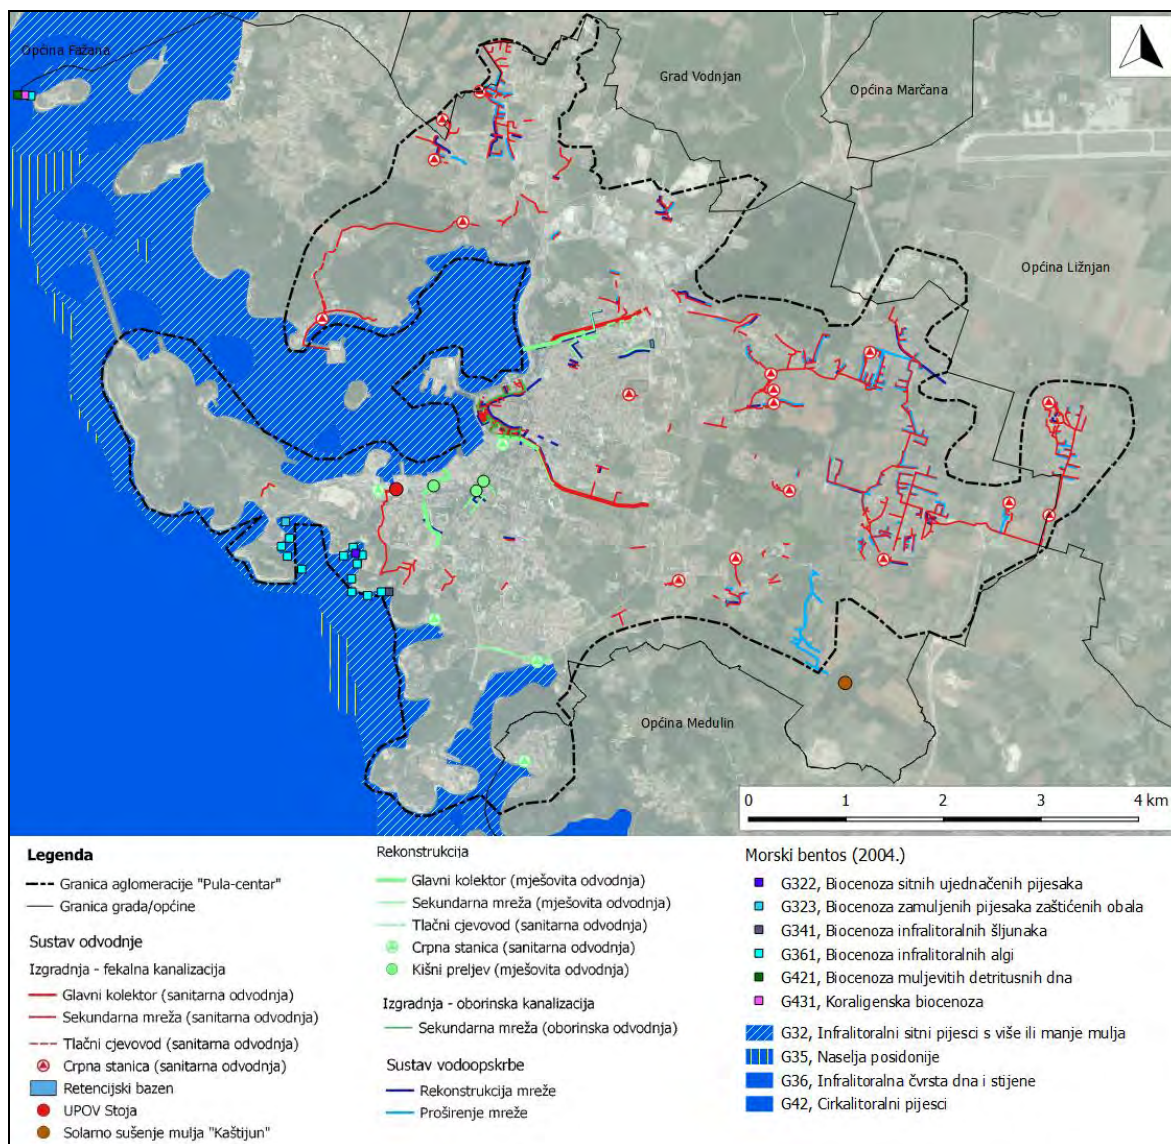 Općina Fažana
Grad Vodnjan
Općina Marčana
Općina Ližnjan
Općina Medulin
0 1 2 3 4 km
Legenda
Granica aglomeracije "Pula-centar"
Granica grada/općine
Sustav odvodnje
Izgradnja - fekalna kanalizacija
Glavni kolektor (sanitarna odvodnja)
Sekundarna mreža (sanitarna odvodnja)
Tlačni cjevovod (sanitarna odvodnja)
Crpna stanica (sanitarna odvodnja)
Retencijski bazen
UPOV Stoja
Solarno sušenje mulja "Kaštijun"
Rekonstrukcija
Glavni kolektor (mješovita odvodnja)
Sekundarna mreža (mješovita odvodnja)
Tlačni cjevovod (sanitarna odvodnja)
Crpna stanica (sanitarna odvodnja)
Kišni preljev (mješovita odvodnja)
Izgradnja - oborinska kanalizacija
Sekundarna mreža (oborinska odvodnja)
Sustav vodoopskrbe
Rekonstrukcija mreže
Proširenje mreže
Morski bentos (2004.)
G322, Biocenoza sitnih ujednačenih pijesaka
G323, Biocenoza zamuljenih pijesaka zaštićenih obala
G341, Biocenoza infralitoralnih šljunaka
G361, Biocenoza infralitoralnih algi
G421, Biocenoza muljevitih detritusnih dna
G431, Koraligenska biocenoza
G32, Infralitoralni sitni pijesci s više ili manje mulja
G35, Naselja posidonije
G36, Infralitoralna čvrsta dna i stijene
G42, Cirkalitoralni pijesci